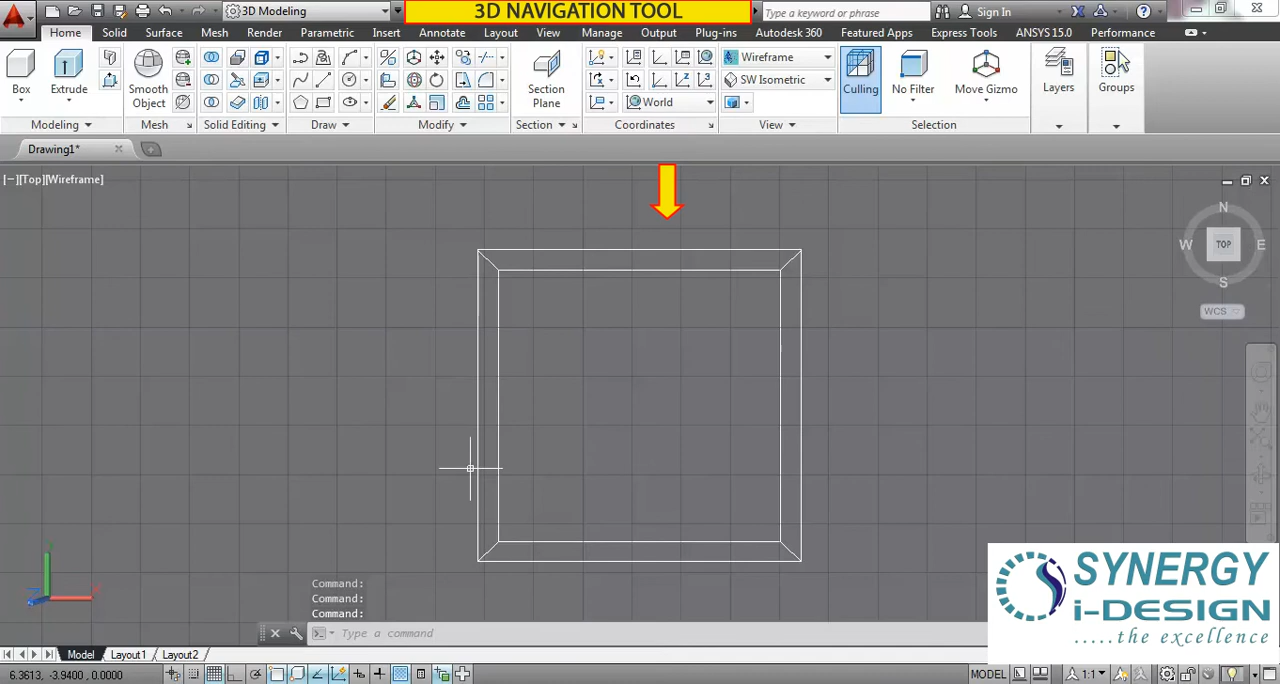 3D NAVIGATION TOOL
3D Modeling
Type a keyword or phrase
Sign In
Home Solid Surface Mesh Render Parametric Insert Annotate Layout View Manage Output Plug-ins Autodesk 360 Featured Apps Express Tools ANSYS 15.0 Performance
Box
Extrude
Smooth
Object
Section
Plane
Wireframe
SW Isometric
World
Culling
No Filter
Move Gizmo
Layers
Groups
Modeling Mesh Solid Editing Draw Modify Section Coordinates View Selection
Drawing1*
[−][Top][Wireframe]
N
W TOP E
S
WCS
Command:
Command:
Command:
Type a command
SYNERGY
i-DESIGN
.....the excellence
Model Layout1 Layout2
6.3613, -3.9400, 0.0000
MODEL
1:1